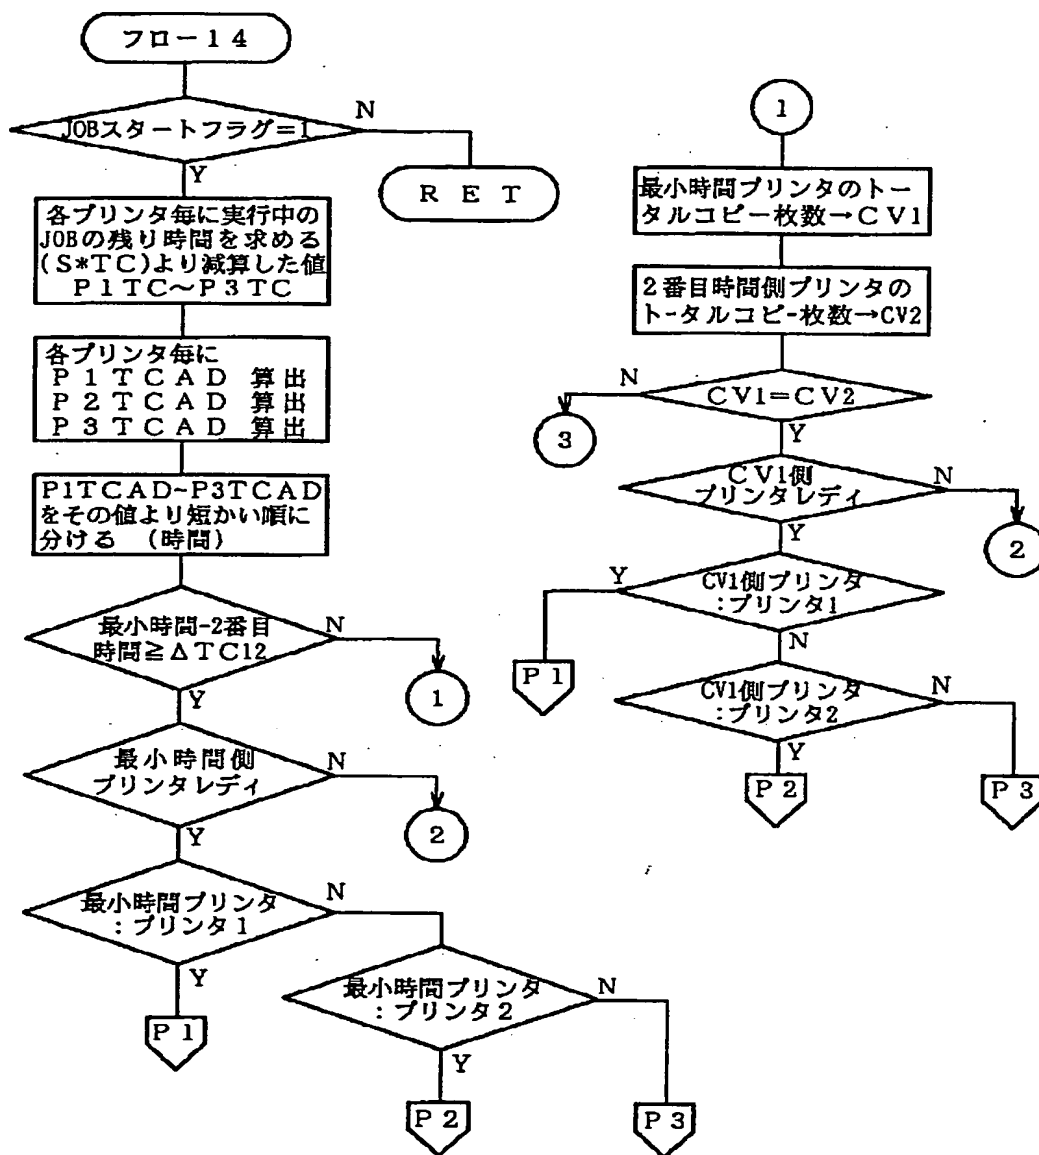 フロー14
JOBスタートフラグ＝1
N
Y
RET
各プリンタ毎に実行中の
JOBの残り時間を求める
(S*TC)より減算した値
P1TC～P3TC
各プリンタ毎に
P1TCAD 算出
P2TCAD 算出
P3TCAD 算出
P1TCAD~P3TCAD
をその値より短かい順に
分ける （時間）
最小時間-2番目
時間≧ΔTC12
N
1
Y
最小時間側
プリンタレディ
N
2
Y
最小時間プリンタ
：プリンタ1
N
Y
P1
最小時間プリンタ
：プリンタ2
N
Y
P2
P3
1
最小時間プリンタのト－
タルコピー枚数→CV1
2番目時間側プリンタの
ト-タルコピ-枚数→CV2
N
CV1＝CV2
3
Y
CV1側
プリンタレディ
N
2
Y
Y
CV1側プリンタ
：プリンタ1
P1
N
CV1側プリンタ
：プリンタ2
N
Y
P2
P3